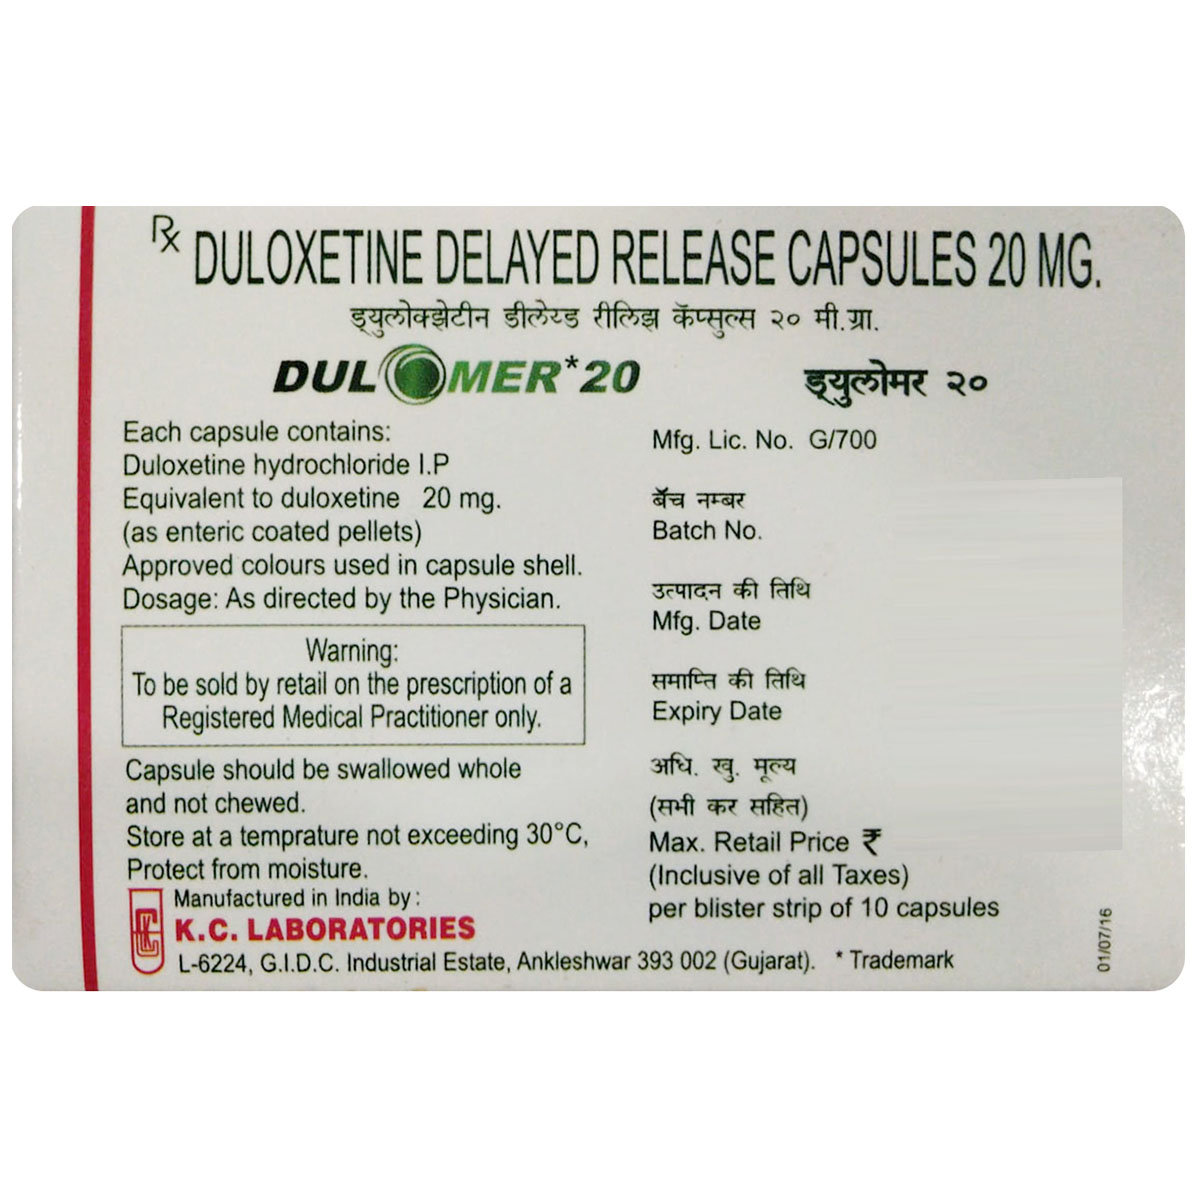 Rx DULOXETINE DELAYED RELEASE CAPSULES 20 MG.
ड्युलोक्झेटीन डीलेय्ड रीलिझ कॅप्सुल्स २० मी.ग्रा.
DULOMER*20
ड्युलोमर २०
Each capsule contains:
Duloxetine hydrochloride I.P
Equivalent to duloxetine 20 mg.
(as enteric coated pellets)
Approved colours used in capsule shell.
Dosage: As directed by the Physician.
Warning:
To be sold by retail on the prescription of a
Registered Medical Practitioner only.
Capsule should be swallowed whole
and not chewed.
Store at a temprature not exceeding 30°C,
Protect from moisture.
Mfg. Lic. No. G/700
बॅच नम्बर
Batch No.
उत्पादन की तिथि
Mfg. Date
समाप्ति की तिथि
Expiry Date
अधि. खु. मूल्य
(सभी कर सहित)
Max. Retail Price ₹
(Inclusive of all Taxes)
per blister strip of 10 capsules
Manufactured in India by :
K.C. LABORATORIES
L-6224, G.I.D.C. Industrial Estate, Ankleshwar 393 002 (Gujarat). * Trademark
01/07/16